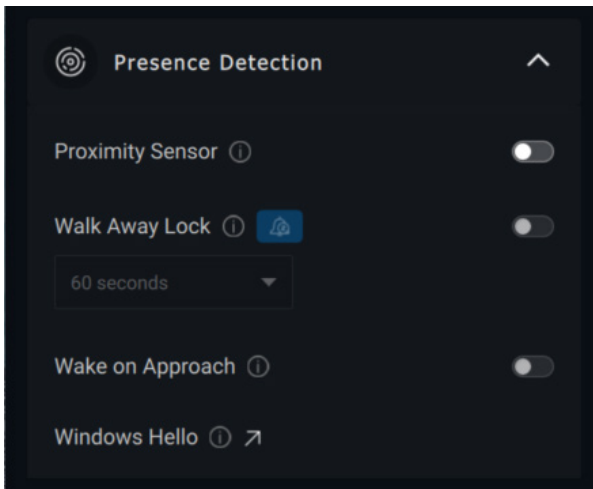 Presence Detection
Proximity Sensor
Walk Away Lock
60 seconds
Wake on Approach
Windows Hello